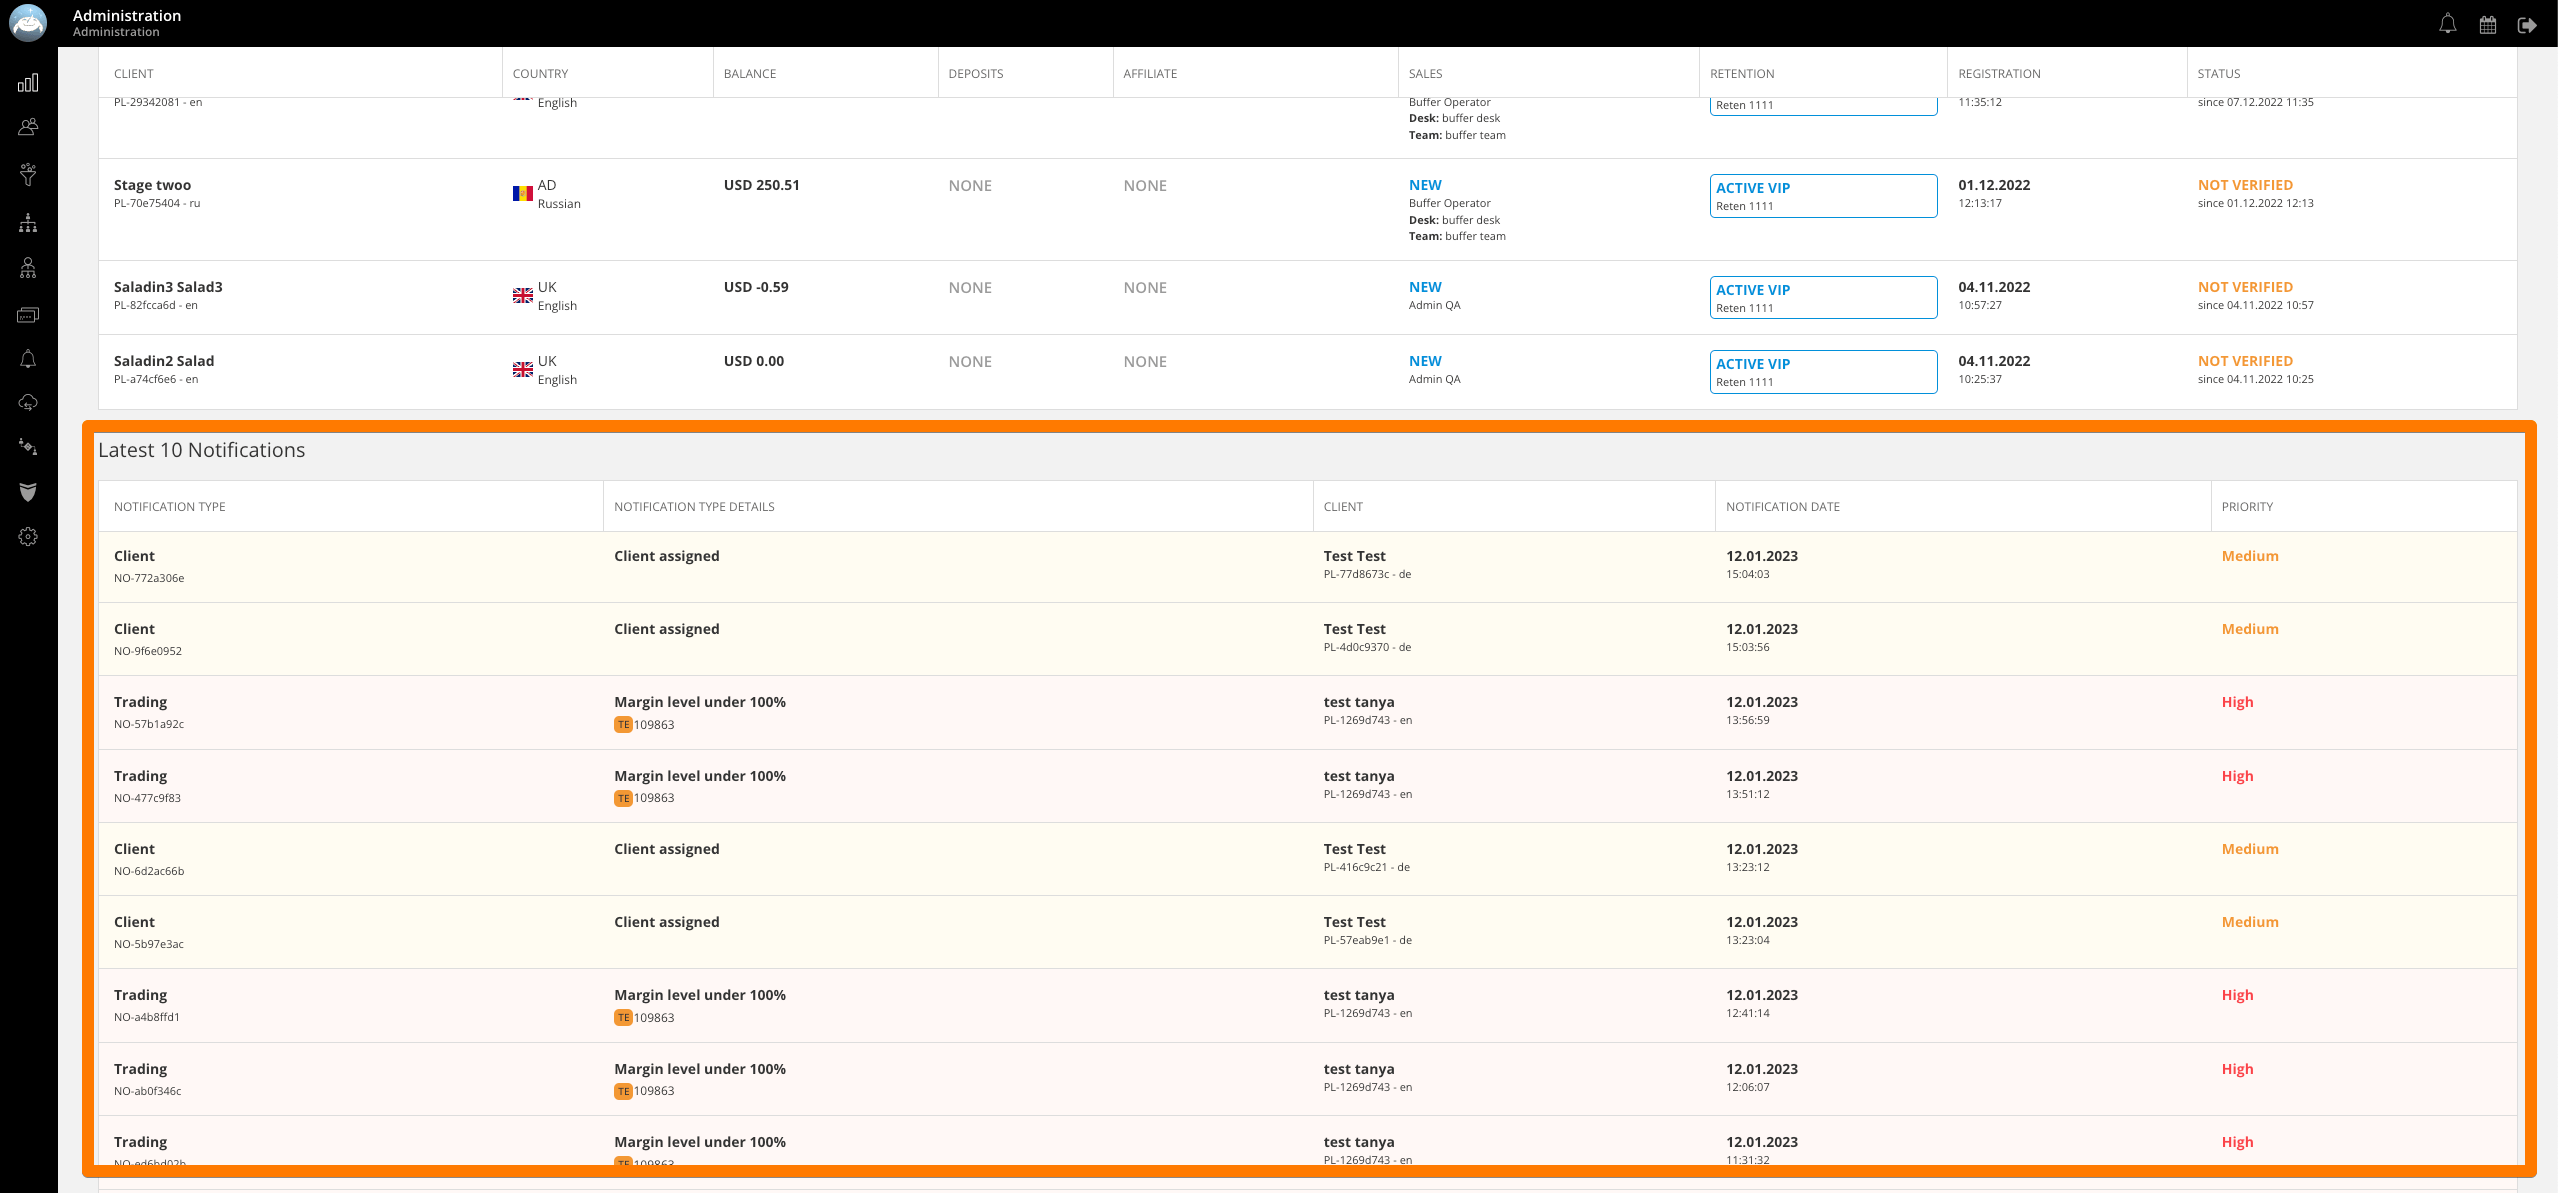 Administration
Administration
CLIENT COUNTRY BALANCE DEPOSITS AFFILIATE SALES RETENTION REGISTRATION STATUS
PL-29342081 - en English Buffer Operator Reten 1111 11:35:12 since 07.12.2022 11:35
Desk: buffer desk
Team: buffer team
Stage twoo AD USD 250.51 NONE NONE NEW ACTIVE VIP 01.12.2022 NOT VERIFIED
PL-70e75404 - ru Russian Buffer Operator Reten 1111 12:13:17 since 01.12.2022 12:13
Desk: buffer desk
Team: buffer team
Saladin3 Salad3 UK USD -0.59 NONE NONE NEW ACTIVE VIP 04.11.2022 NOT VERIFIED
PL-82fcca6d - en English Admin QA Reten 1111 10:57:27 since 04.11.2022 10:57
Saladin2 Salad UK USD 0.00 NONE NONE NEW ACTIVE VIP 04.11.2022 NOT VERIFIED
PL-a74cf6e6 - en English Admin QA Reten 1111 10:25:37 since 04.11.2022 10:25
Latest 10 Notifications
NOTIFICATION TYPE NOTIFICATION TYPE DETAILS CLIENT NOTIFICATION DATE PRIORITY
Client Client assigned Test Test 12.01.2023 Medium
NO-772a306e PL-77d8673c - de 15:04:03
Client Client assigned Test Test 12.01.2023 Medium
NO-9f6e0952 PL-4d0c9370 - de 15:03:56
Trading Margin level under 100% test tanya 12.01.2023 High
NO-57b1a92c TE 109863 PL-1269d743 - en 13:56:59
Trading Margin level under 100% test tanya 12.01.2023 High
NO-477c9f83 TE 109863 PL-1269d743 - en 13:51:12
Client Client assigned Test Test 12.01.2023 Medium
NO-6d2ac66b PL-416c9c21 - de 13:23:12
Client Client assigned Test Test 12.01.2023 Medium
NO-5b97e3ac PL-57eab9e1 - de 13:23:04
Trading Margin level under 100% test tanya 12.01.2023 High
NO-a4b8ffd1 TE 109863 PL-1269d743 - en 12:41:14
Trading Margin level under 100% test tanya 12.01.2023 High
NO-ab0f346c TE 109863 PL-1269d743 - en 12:06:07
Trading Margin level under 100% test tanya 12.01.2023 High
TE 109863 PL-1269d743 - en 11:31:32